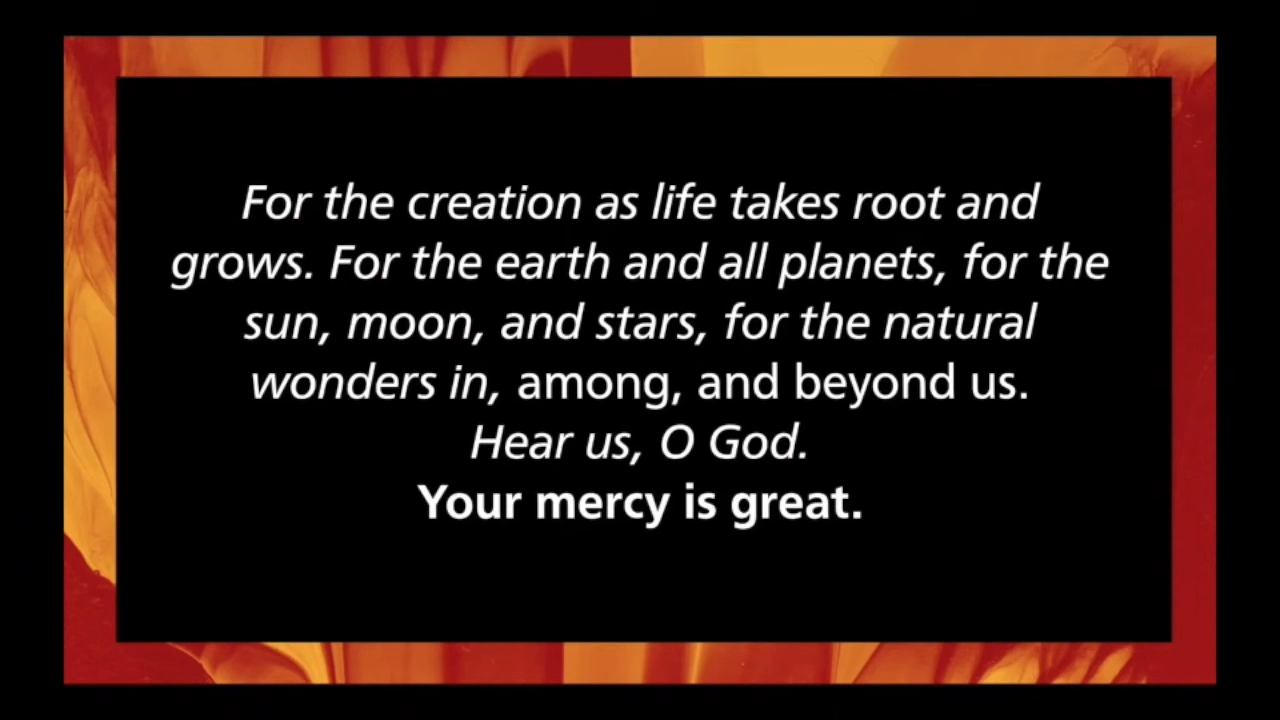 For the creation as life takes root and
grows. For the earth and all planets, for the
sun, moon, and stars, for the natural
wonders in, among, and beyond us.
Hear us, O God.
Your mercy is great.